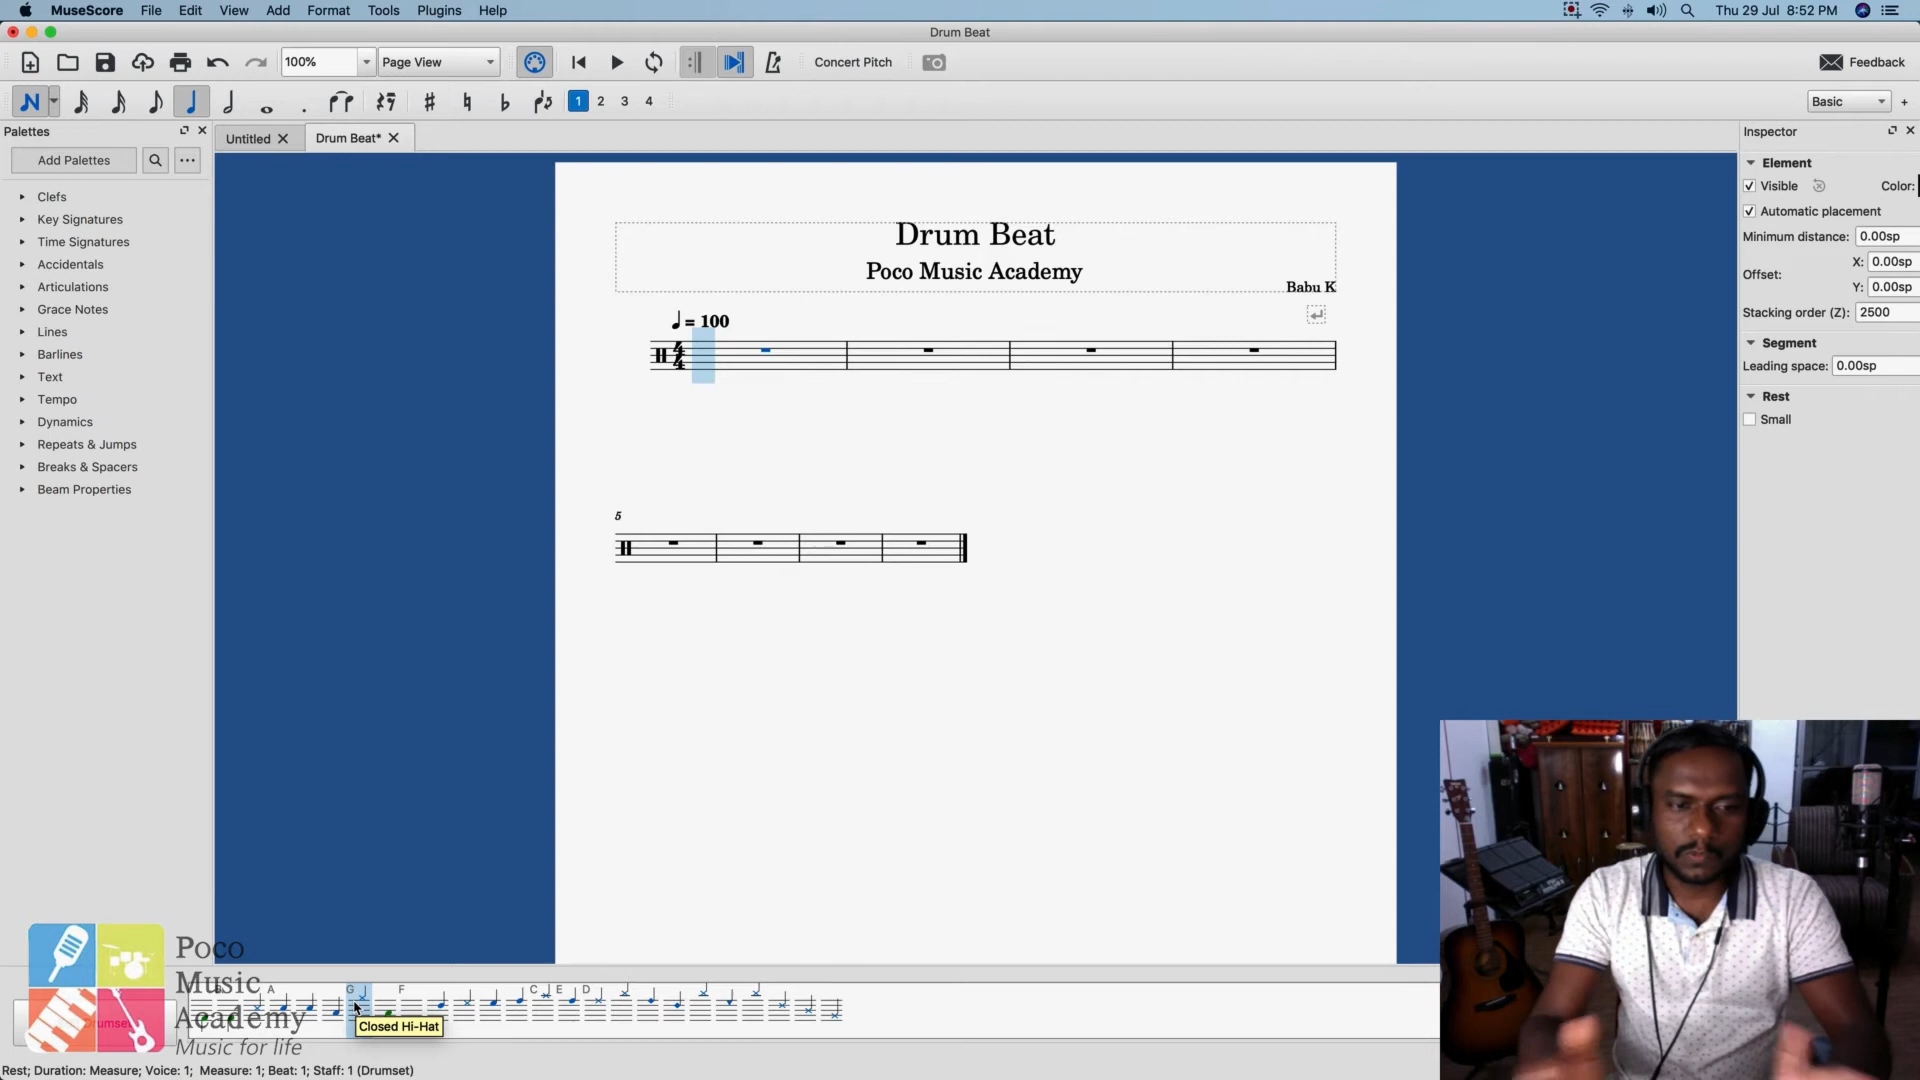 MuseScore File Edit View Add Format Tools Plugins Help Thu 29 Jul 8:52 PM
Drum Beat
100% Page View Concert Pitch Feedback
1 2 3 4 Basic
Palettes
Untitled Drum Beat*
Inspector
Add Palettes
Clefs
Key Signatures
Time Signatures
Accidentals
Articulations
Grace Notes
Lines
Barlines
Text
Tempo
Dynamics
Repeats & Jumps
Breaks & Spacers
Beam Properties
Drum Beat
Poco Music Academy
Babu K
= 100
4
4
5
Element
Visible Color:
Automatic placement
Minimum distance: 0.00sp
Offset: X: 0.00sp
Y: 0.00sp
Stacking order (Z): 2500
Segment
Leading space: 0.00sp
Rest
Small
B A G F C E D
Closed Hi-Hat
Poco
Music
Academy
Music for life
Rest; Duration: Measure; Voice: 1; Measure: 1; Beat: 1; Staff: 1 (Drumset)